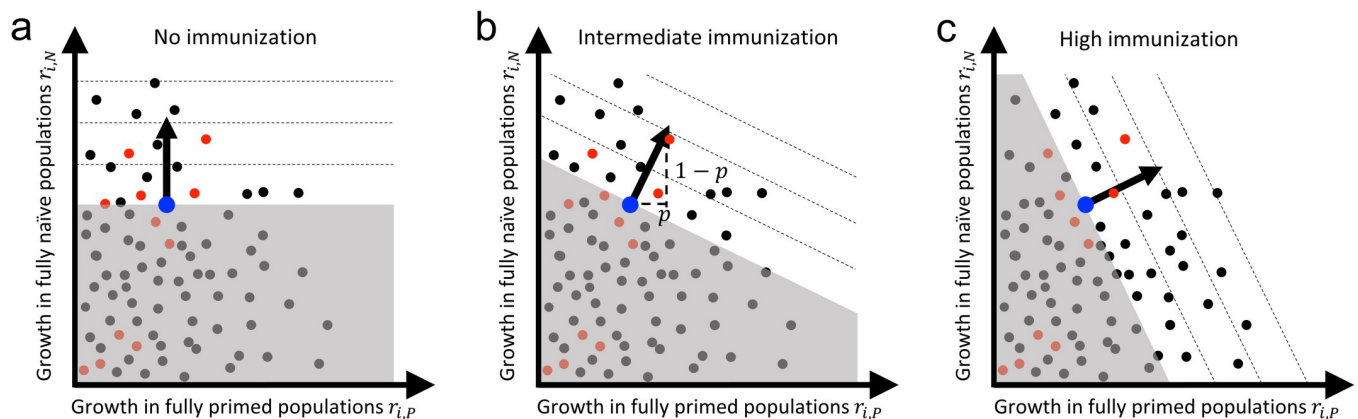 a
No immunization
Growth in fully naïve populations r_{i,N}
Growth in fully primed populations r_{i,P}
b
Intermediate immunization
Growth in fully naïve populations r_{i,N}
1 − p
p
Growth in fully primed populations r_{i,P}
c
High immunization
Growth in fully naïve populations r_{i,N}
Growth in fully primed populations r_{i,P}